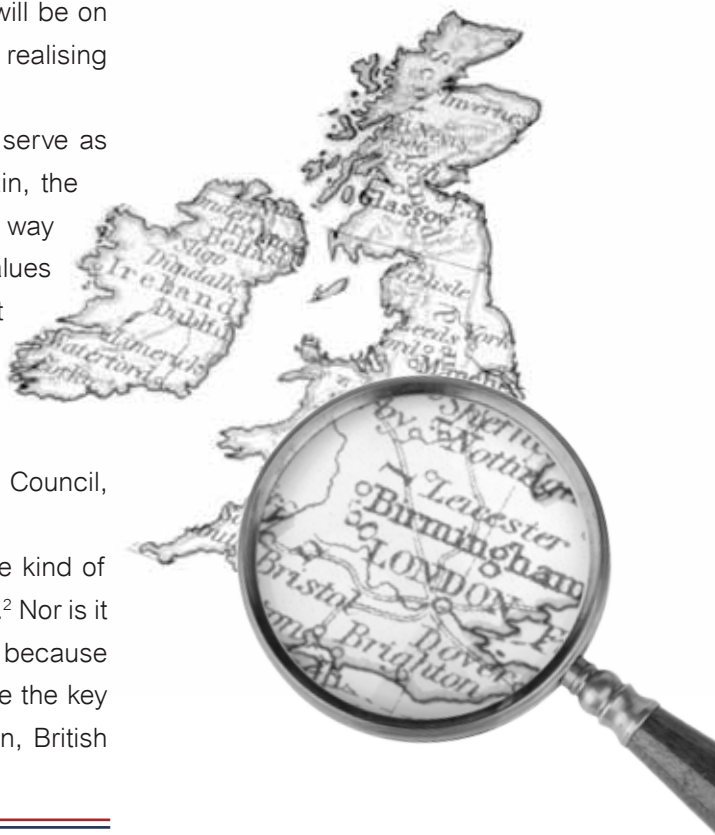 will be on
realising
serve as
in, the
way
alues
t
Council,
e kind of
.² Nor is it
because
e the key
n, British
Inverness
Glasgow
Belfast
Sligo
Dundalk
Ireland
Dublin
Limerick
Waterford
Carlisle
Leeds York
Nottin
Leicester
Birmingham
LONDON
Bristol
Dover
Brighton